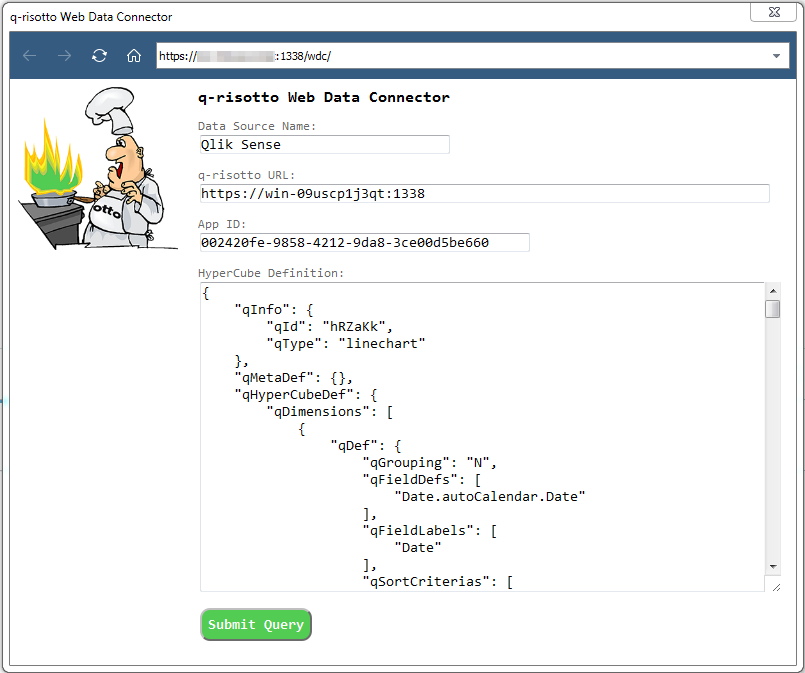 q-risotto Web Data Connector
https:// :1338/wdc/
q-risotto Web Data Connector
Data Source Name:
Qlik Sense
q-risotto URL:
https://win-09uscp1j3qt:1338
App ID:
002420fe-9858-4212-9da8-3ce00d5be660
HyperCube Definition:
{
"qInfo": {
"qId": "hRZaKk",
"qType": "linechart"
},
"qMetaDef": {},
"qHyperCubeDef": {
"qDimensions": [
{
"qDef": {
"qGrouping": "N",
"qFieldDefs": [
"Date.autoCalendar.Date"
],
"qFieldLabels": [
"Date"
],
"qSortCriterias": [
otto
Submit Query